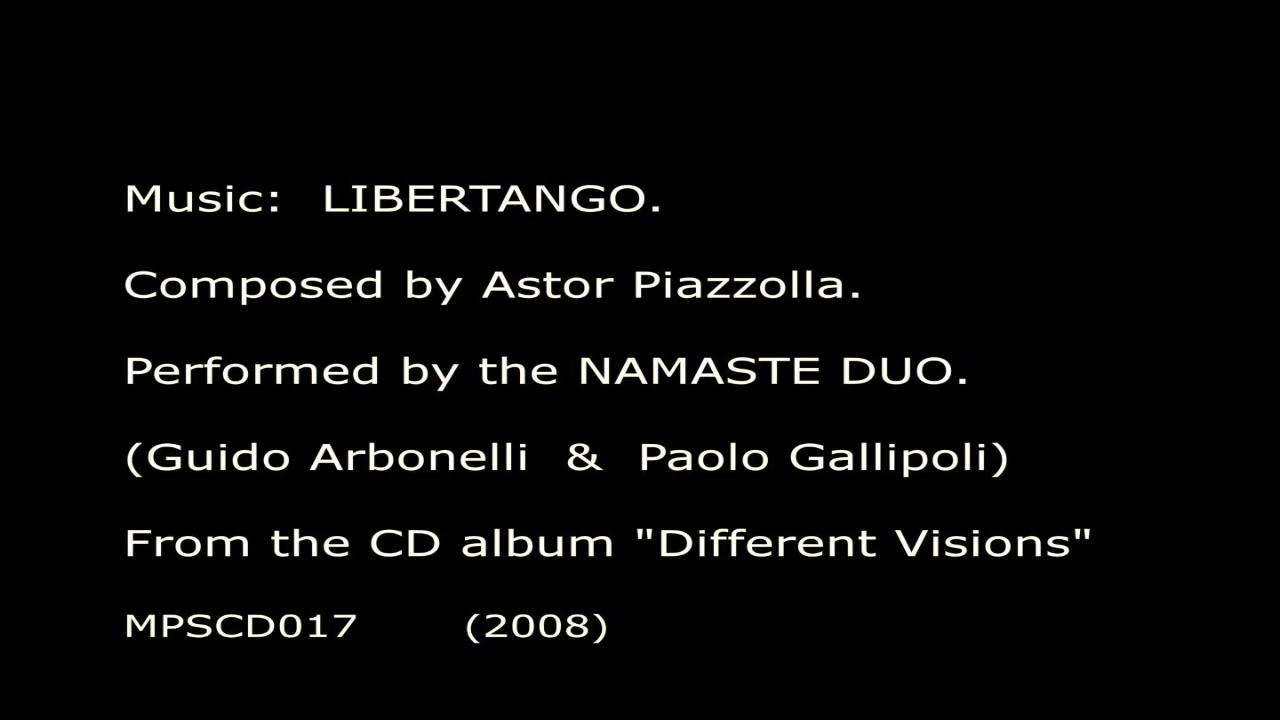 Music:  LIBERTANGO.
Composed by Astor Piazzolla.
Performed by the NAMASTE DUO.
(Guido Arbonelli  &  Paolo Gallipoli)
From the CD album "Different Visions"
MPSCD017     (2008)